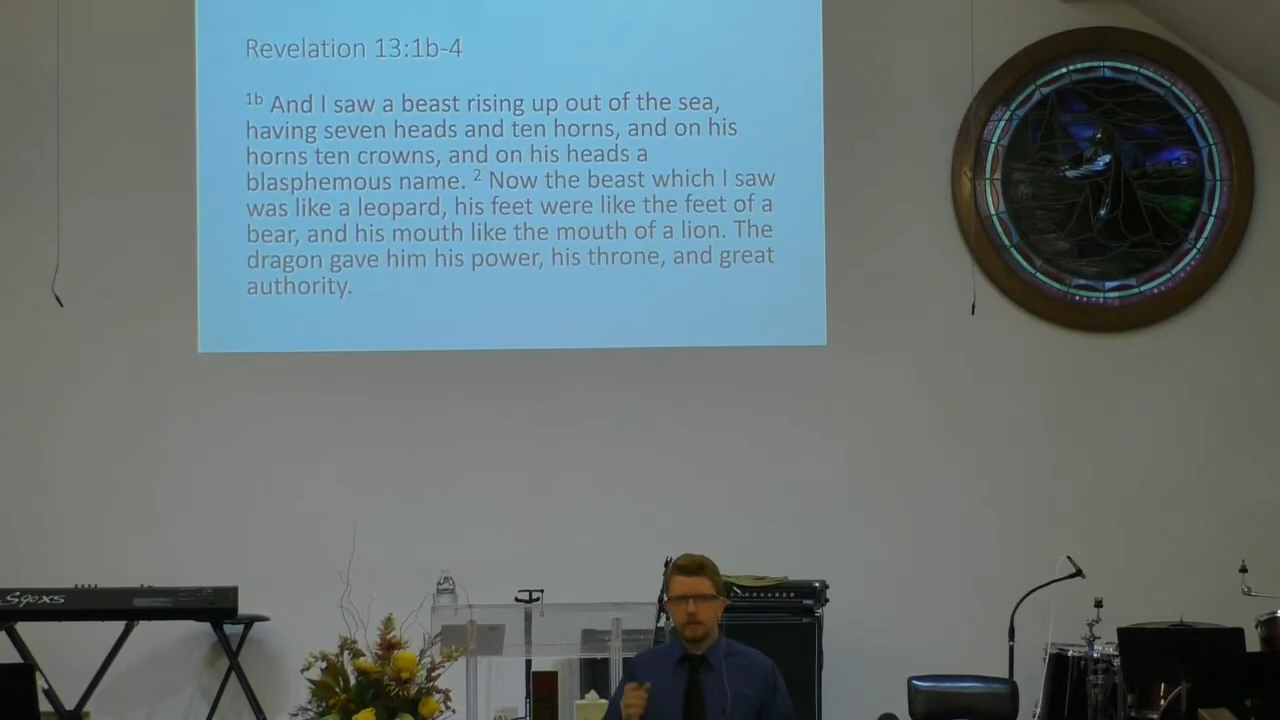 Revelation 13:1b-4
1b And I saw a beast rising up out of the sea,
having seven heads and ten horns, and on his
horns ten crowns, and on his heads a
blasphemous name. 2 Now the beast which I saw
was like a leopard, his feet were like the feet of a
bear, and his mouth like the mouth of a lion. The
dragon gave him his power, his throne, and great
authority.
S90XS